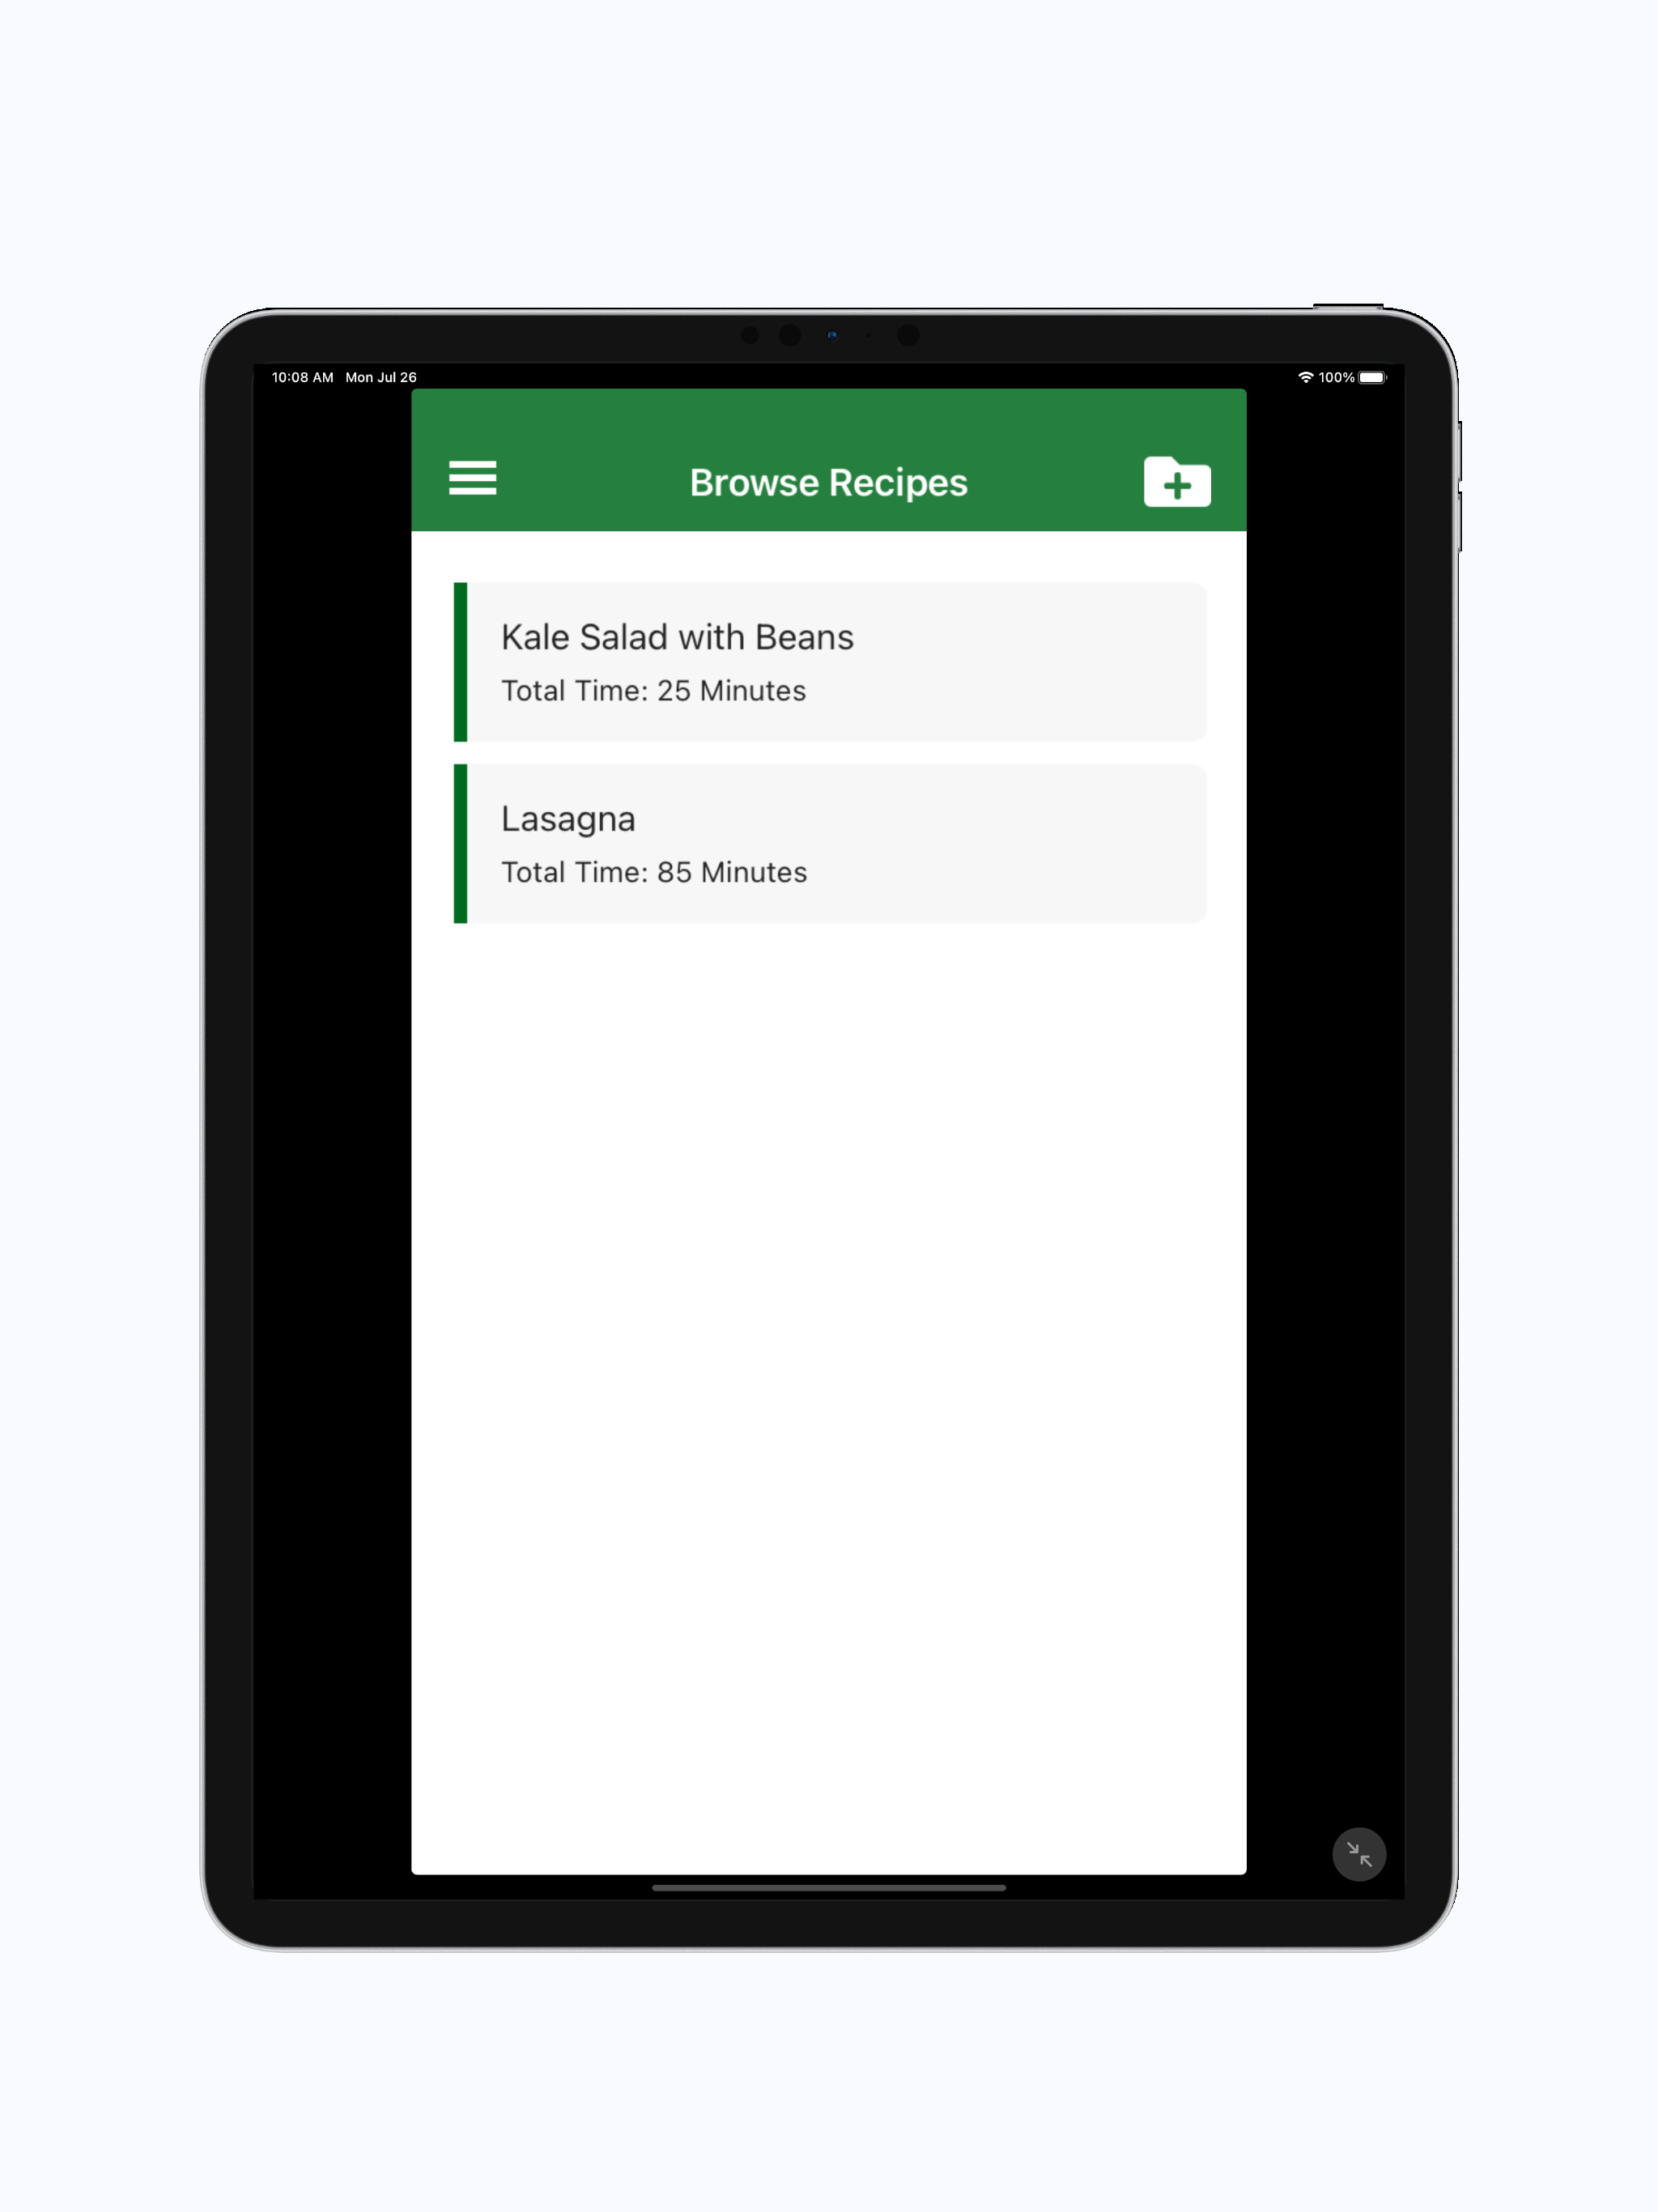 10:08 AM Mon Jul 26
100%
Browse Recipes
Kale Salad with Beans
Total Time: 25 Minutes
Lasagna
Total Time: 85 Minutes